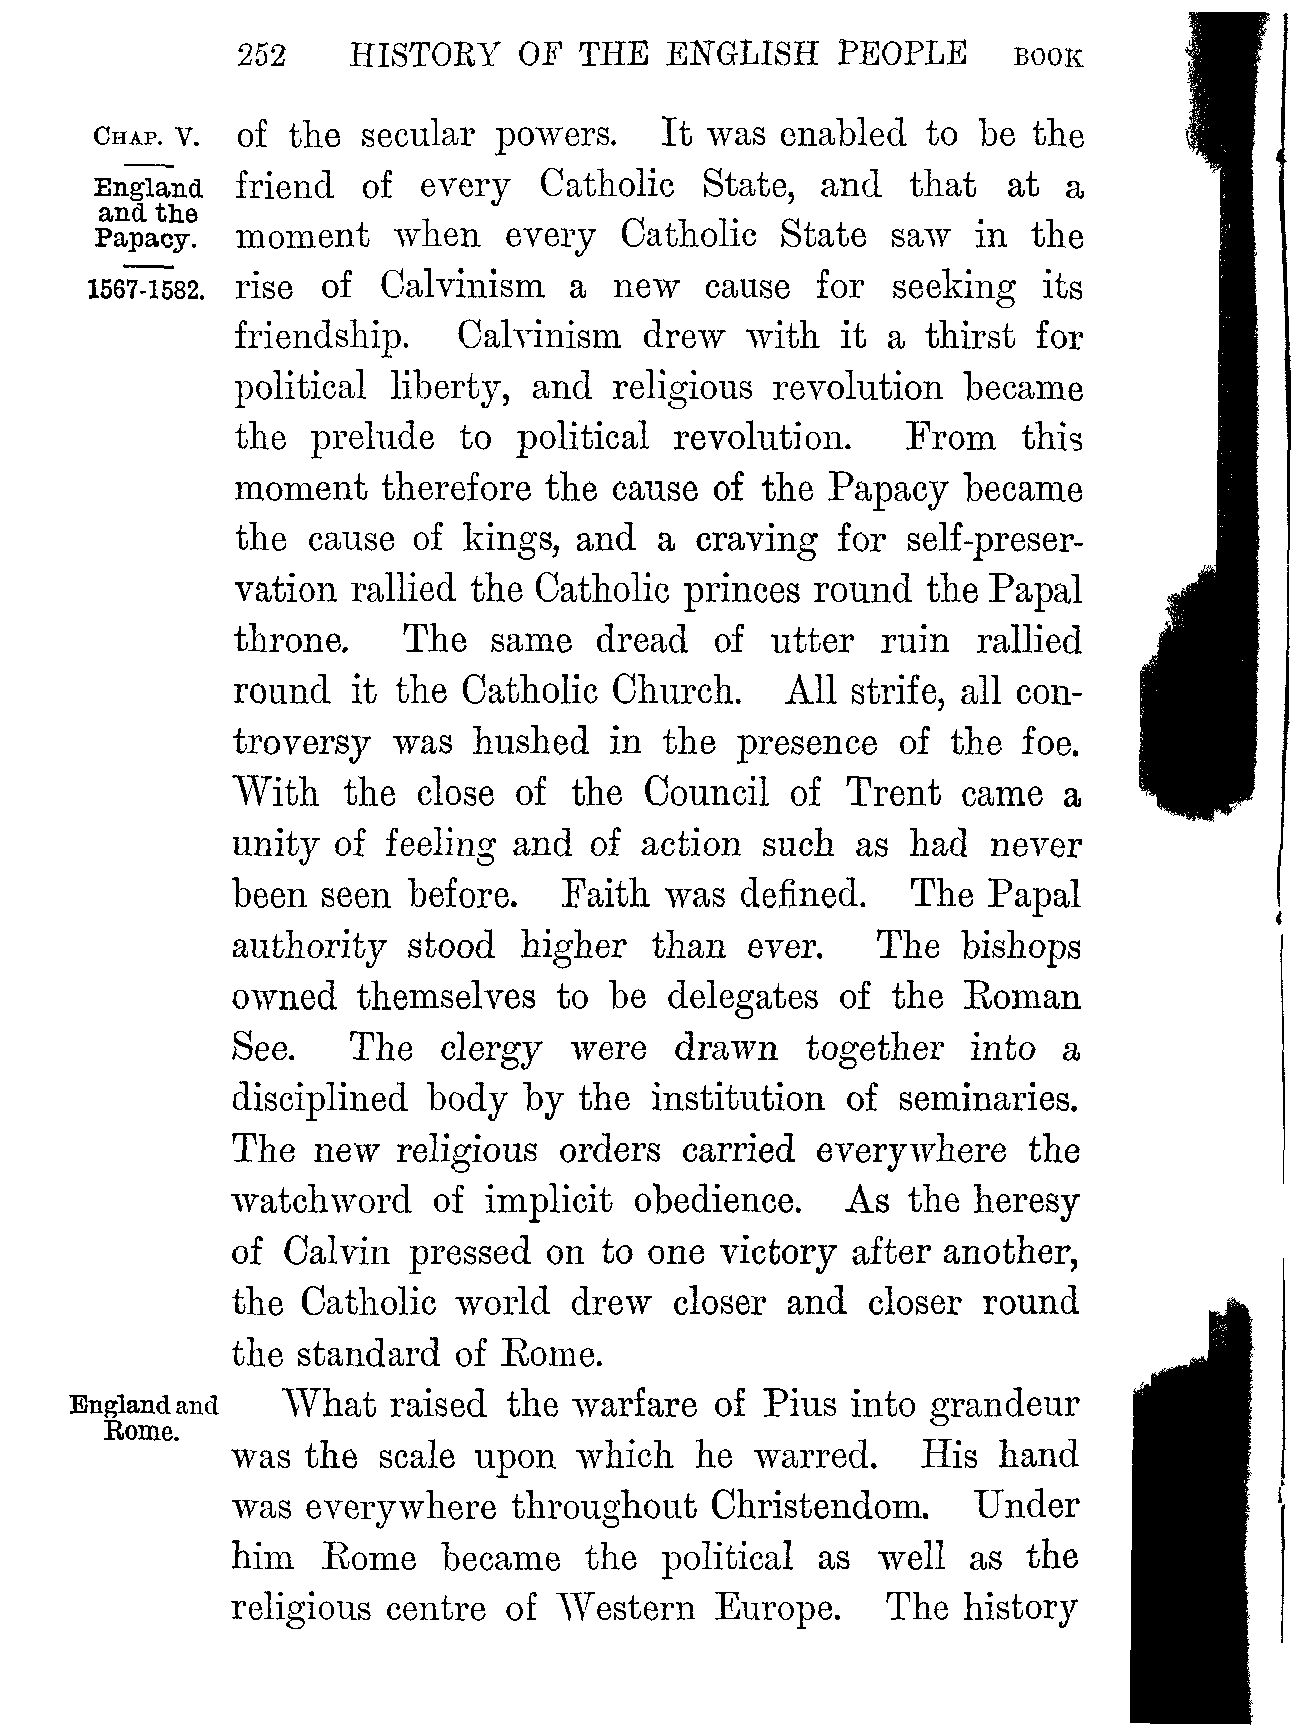 252 HISTORY OF THE ENGLISH PEOPLE BOOK
CHAP. V.
England
and the
Papacy.
1567-1582.
of the secular powers. It was enabled to be the
friend of every Catholic State, and that at a
moment when every Catholic State saw in the
rise of Calvinism a new cause for seeking its
friendship. Calvinism drew with it a thirst for
political liberty, and religious revolution became
the prelude to political revolution. From this
moment therefore the cause of the Papacy became
the cause of kings, and a craving for self-preser-
vation rallied the Catholic princes round the Papal
throne. The same dread of utter ruin rallied
round it the Catholic Church. All strife, all con-
troversy was hushed in the presence of the foe.
With the close of the Council of Trent came a
unity of feeling and of action such as had never
been seen before. Faith was defined. The Papal
authority stood higher than ever. The bishops
owned themselves to be delegates of the Roman
See. The clergy were drawn together into a
disciplined body by the institution of seminaries.
The new religious orders carried everywhere the
watchword of implicit obedience. As the heresy
of Calvin pressed on to one victory after another,
the Catholic world drew closer and closer round
the standard of Rome.
England and
Rome.
What raised the warfare of Pius into grandeur
was the scale upon which he warred. His hand
was everywhere throughout Christendom. Under
him Rome became the political as well as the
religious centre of Western Europe. The history